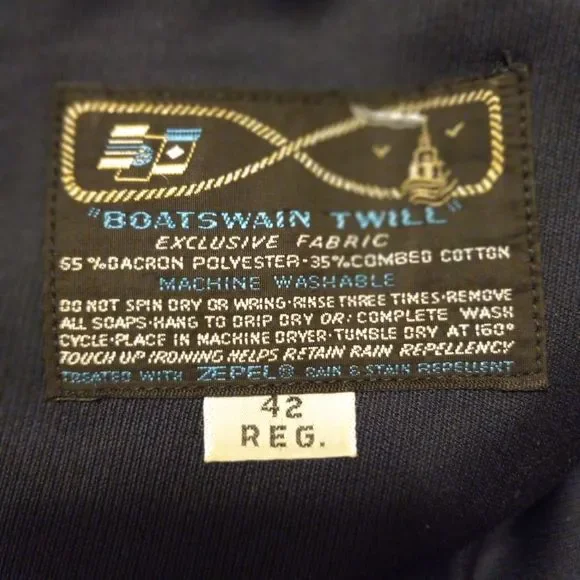 "BOATSWAIN TWILL"
EXCLUSIVE FABRIC
65% DACRON POLYESTER·35% COMBED COTTON
MACHINE WASHABLE
DO NOT SPIN DRY OR WRING·RINSE THREE TIMES·REMOVE
ALL SOAPS·HANG TO DRIP DRY OR: COMPLETE WASH
CYCLE·PLACE IN MACHINE DRYER·TUMBLE DRY AT 160°
TOUCH UP IRONING HELPS RETAIN RAIN REPELLENCY
TREATED WITH ZEPEL® RAIN & STAIN REPELLENT
42
REG.